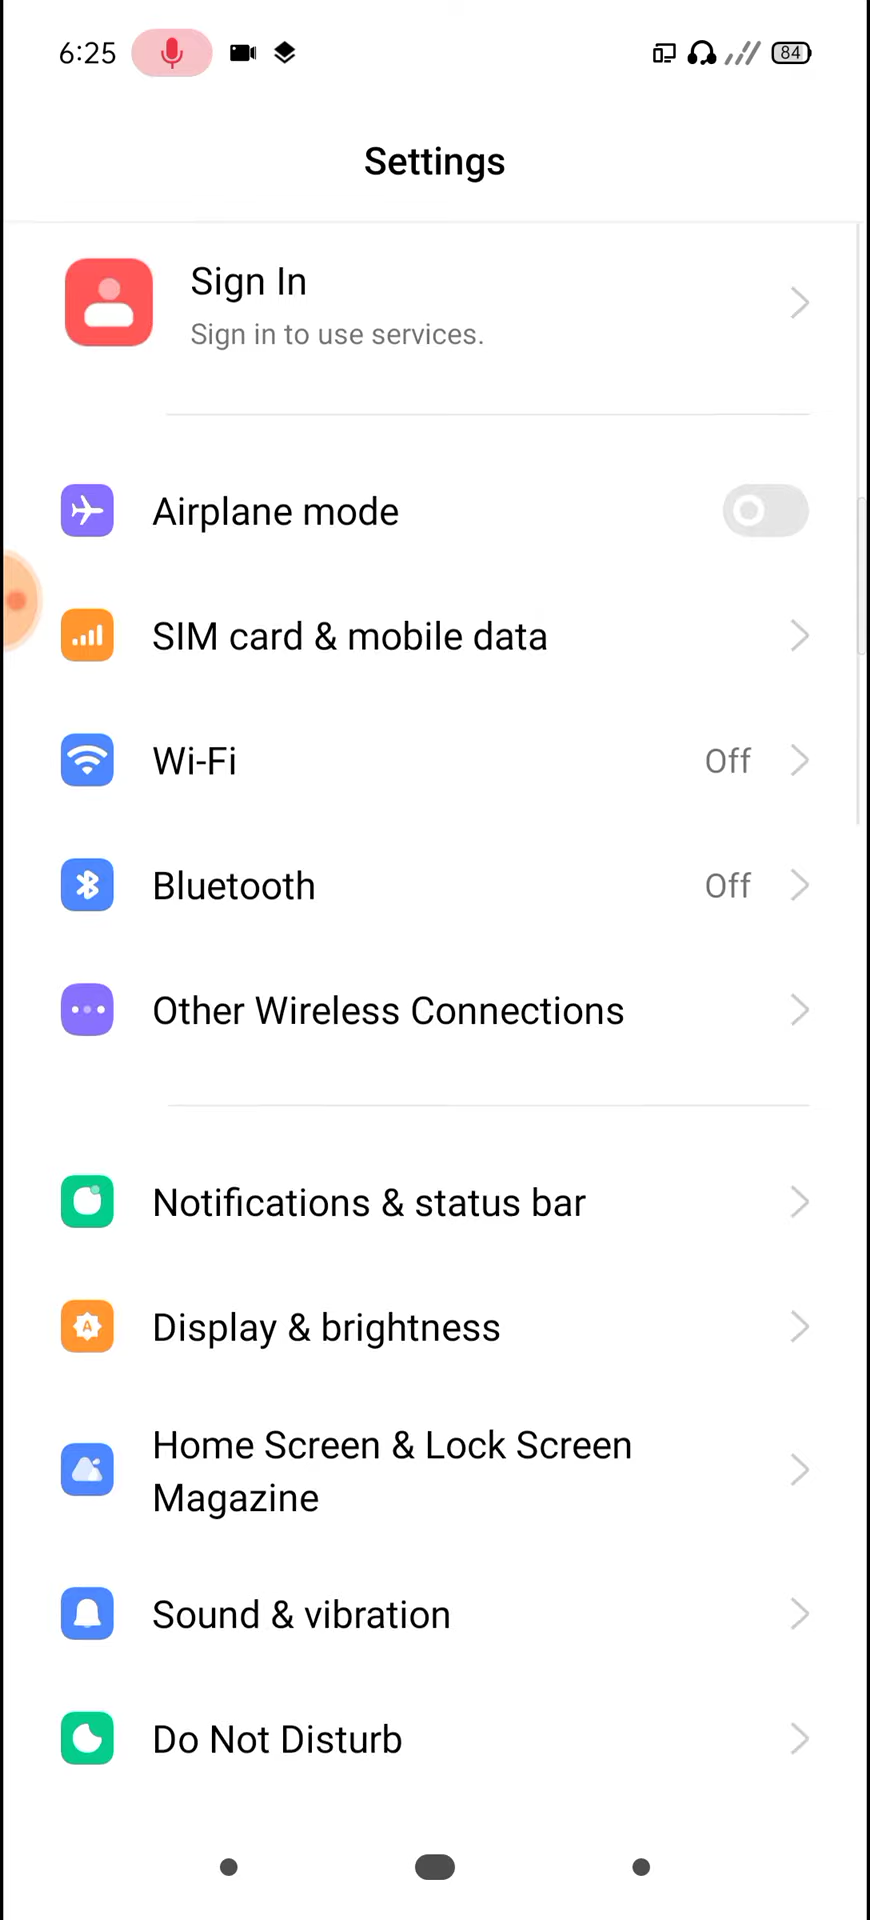 6:25
84
Settings
Sign In
Sign in to use services.
Airplane mode
SIM card & mobile data
Wi-Fi
Off
Bluetooth
Off
Other Wireless Connections
Notifications & status bar
A
Display & brightness
Home Screen & Lock Screen
Magazine
Sound & vibration
Do Not Disturb